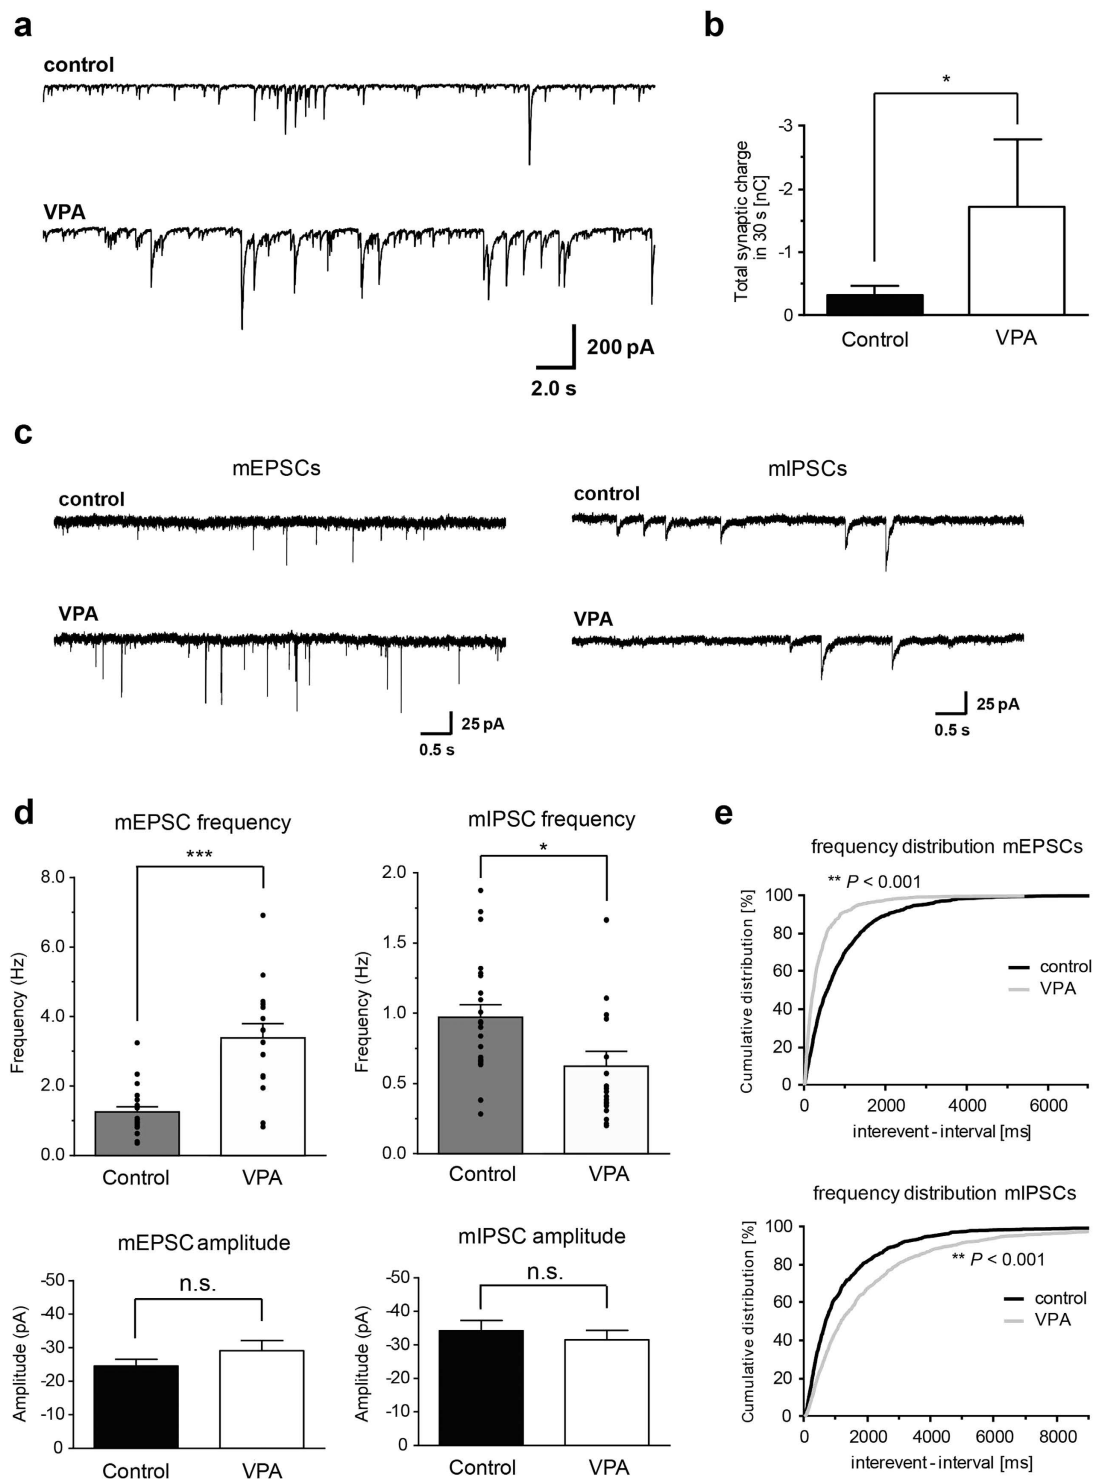 a
control
VPA
200 pA
2.0 s
b
*
Total synaptic charge
in 30 s [nC]
-3
-2
-1
0
Control
VPA
c
mEPSCs
control
VPA
25 pA
0.5 s
mIPSCs
control
VPA
25 pA
0.5 s
d
mEPSC frequency
***
Frequency (Hz)
8.0
6.0
4.0
2.0
0.0
Control
VPA
mIPSC frequency
*
Frequency (Hz)
2.0
1.5
1.0
0.5
0.0
Control
VPA
mEPSC amplitude
n.s.
Amplitude (pA)
-50
-40
-30
-20
-10
0
Control
VPA
mIPSC amplitude
n.s.
Amplitude (pA)
-50
-40
-30
-20
-10
0
Control
VPA
e
frequency distribution mEPSCs
** P < 0.001
Cumulative distribution [%]
100
80
60
40
20
0
control
VPA
0 2000 4000 6000
interevent-interval [ms]
frequency distribution mIPSCs
** P < 0.001
Cumulative distribution [%]
100
80
60
40
20
0
control
VPA
0 2000 4000 6000 8000
interevent-interval [ms]